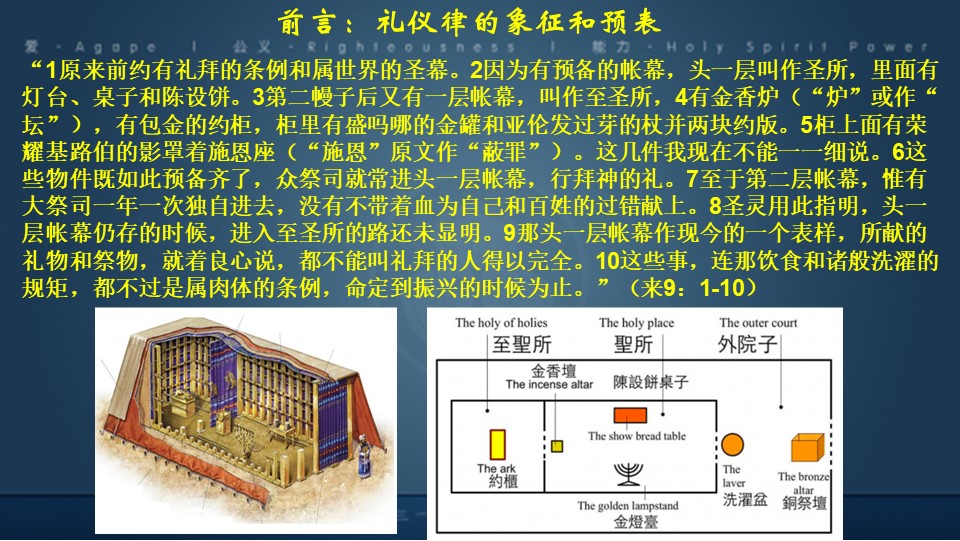 前言：礼仪律的象征和预表
爱 · Agape | 公义 · Righteousness | 能力 · Holy Spirit Power
“1原来前约有礼拜的条例和属世界的圣幕。2因为有预备的帐幕，头一层叫作圣所，里面有
灯台、桌子和陈设饼。3第二幔子后又有一层帐幕，叫作至圣所，4有金香炉（“炉”或作“
坛”），有包金的约柜，柜里有盛吗哪的金罐和亚伦发过芽的杖并两块约版。5柜上面有荣
耀基路伯的影罩着施恩座（“施恩”原文作“蔽罪”）。这几件我现在不能一一细说。6这
些物件既如此预备齐了，众祭司就常进头一层帐幕，行拜神的礼。7至于第二层帐幕，惟有
大祭司一年一次独自进去，没有不带着血为自己和百姓的过错献上。8圣灵用此指明，头一
层帐幕仍存的时候，进入至圣所的路还未显明。9那头一层帐幕作现今的一个表样，所献的
礼物和祭物，就着良心说，都不能叫礼拜的人得以完全。10这些事，连那饮食和诸般洗濯的
规矩，都不过是属肉体的条例，命定到振兴的时候为止。”（来9：1-10）
The holy of holies
至聖所
The holy place
聖所
The outer court
外院子
金香壇
The incense altar
陳設餅桌子
The show bread table
The ark
約櫃
The golden lampstand
金燈臺
The
laver
洗濯盆
The bronze
altar
銅祭壇